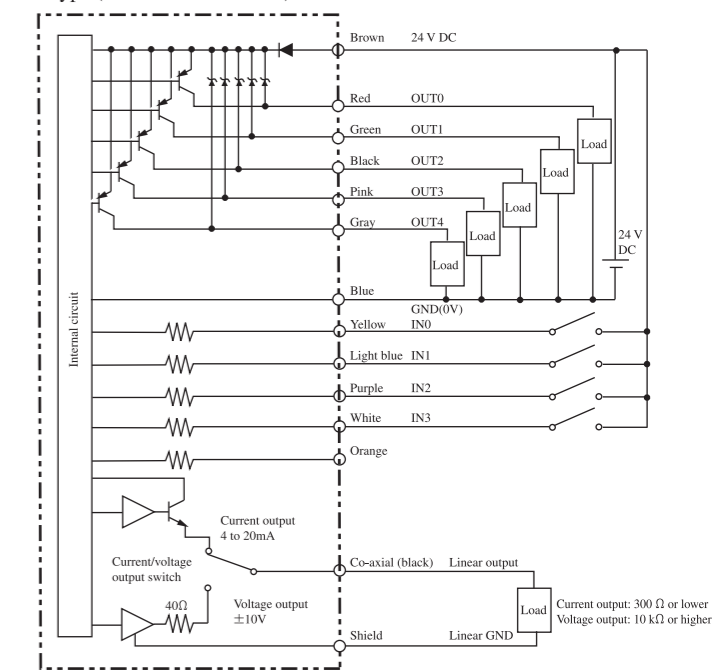 Brown 24 V DC
Red OUT0
Green OUT1
Load
Black OUT2
Load
Pink OUT3
Load
Gray OUT4
Load
24 V
DC
Load
Blue
GND(0V)
Internal circuit
Yellow IN0
Light blue IN1
Purple IN2
White IN3
Orange
Current output
4 to 20mA
Current/voltage
output switch
Co-axial (black) Linear output
40Ω
Voltage output
±10V
Load
Current output: 300 Ω or lower
Voltage output: 10 kΩ or higher
Shield Linear GND